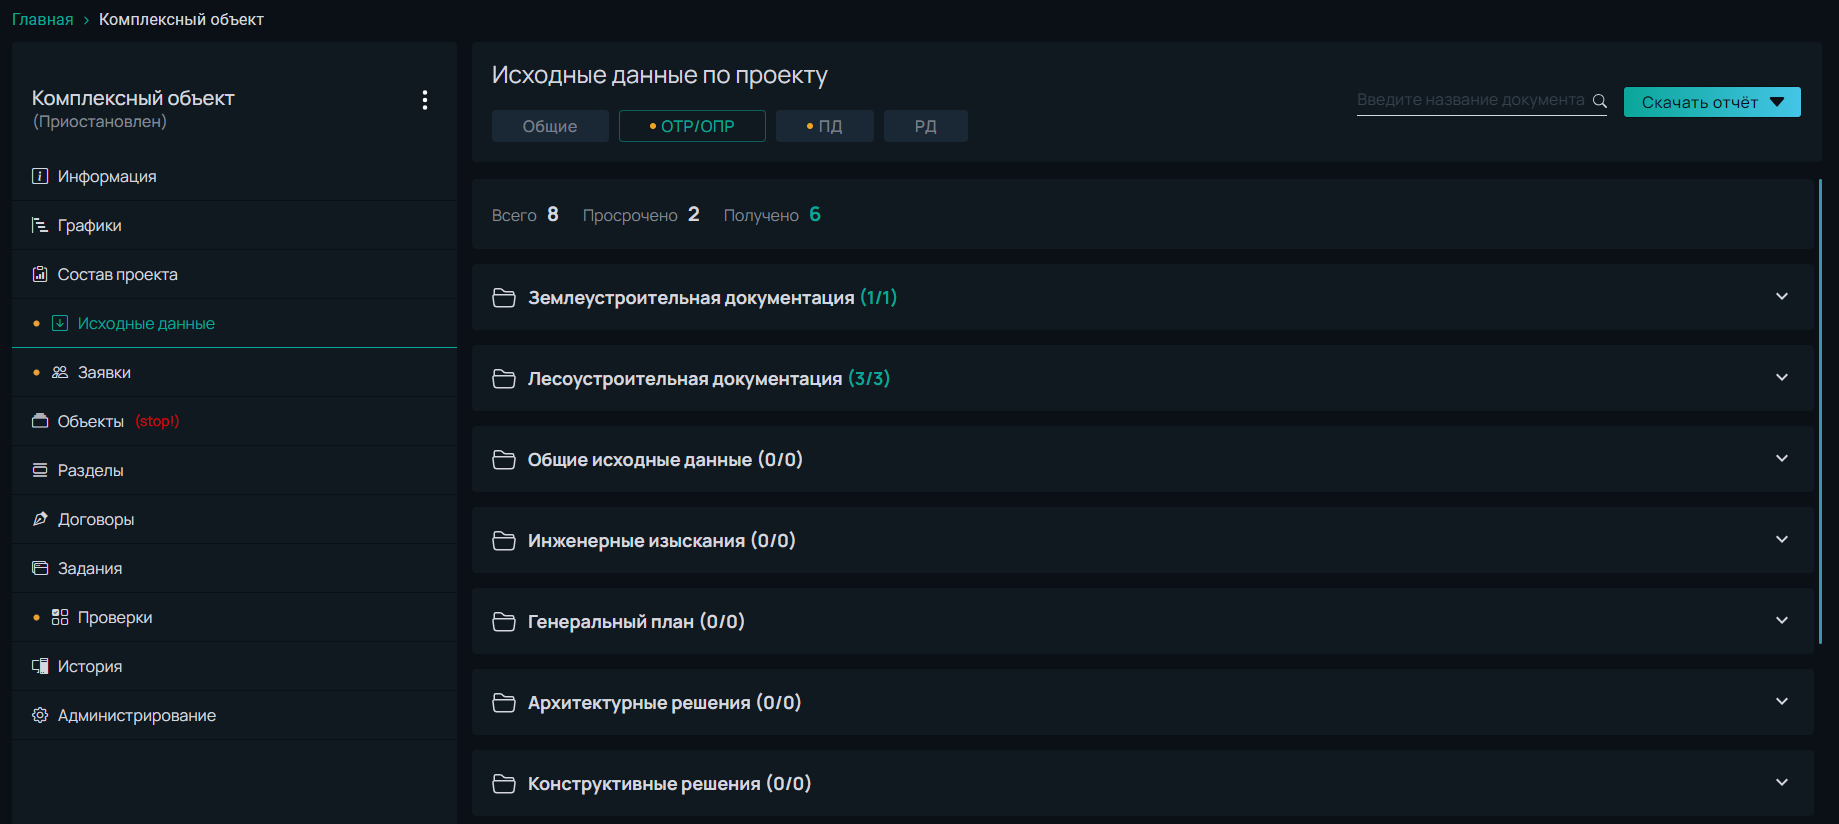 Главная › Комплексный объект
Комплексный объект
(Приостановлен)
Информация
Графики
Состав проекта
Исходные данные
Заявки
Объекты (stop!)
Разделы
Договоры
Задания
Проверки
История
Администрирование
Исходные данные по проекту
Общие
ОТР/ОПР
ПД
РД
Введите название документа
Скачать отчёт
Всего 8 Просрочено 2 Получено 6
Землеустроительная документация (1/1)
Лесоустроительная документация (3/3)
Общие исходные данные (0/0)
Инженерные изыскания (0/0)
Генеральный план (0/0)
Архитектурные решения (0/0)
Конструктивные решения (0/0)